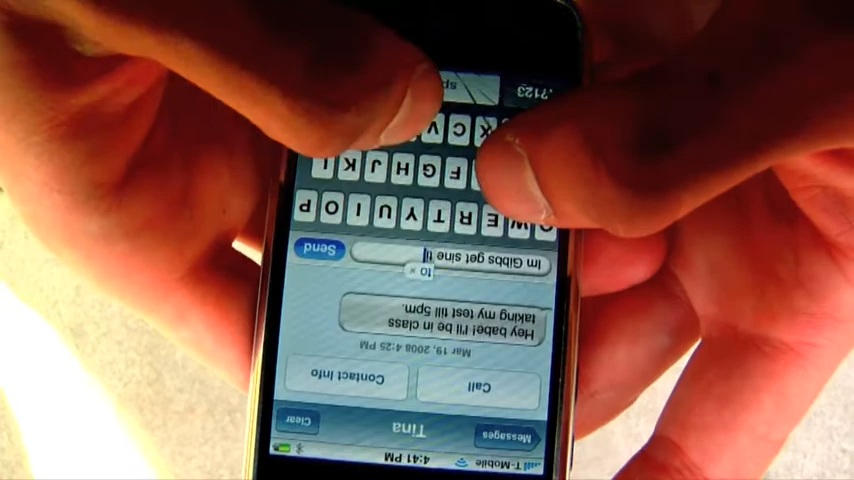 T-Mobile 4:41 PM
Messages Tina Clear
Call Contact Info
Mar 19, 2008 4:25 PM
Hey babe! I'll be in class
taking my test till 5pm.
to ×
Im Gibbs get sine ti Send
Q W E R T Y U I O P
F G H J K L
X C V
.?123